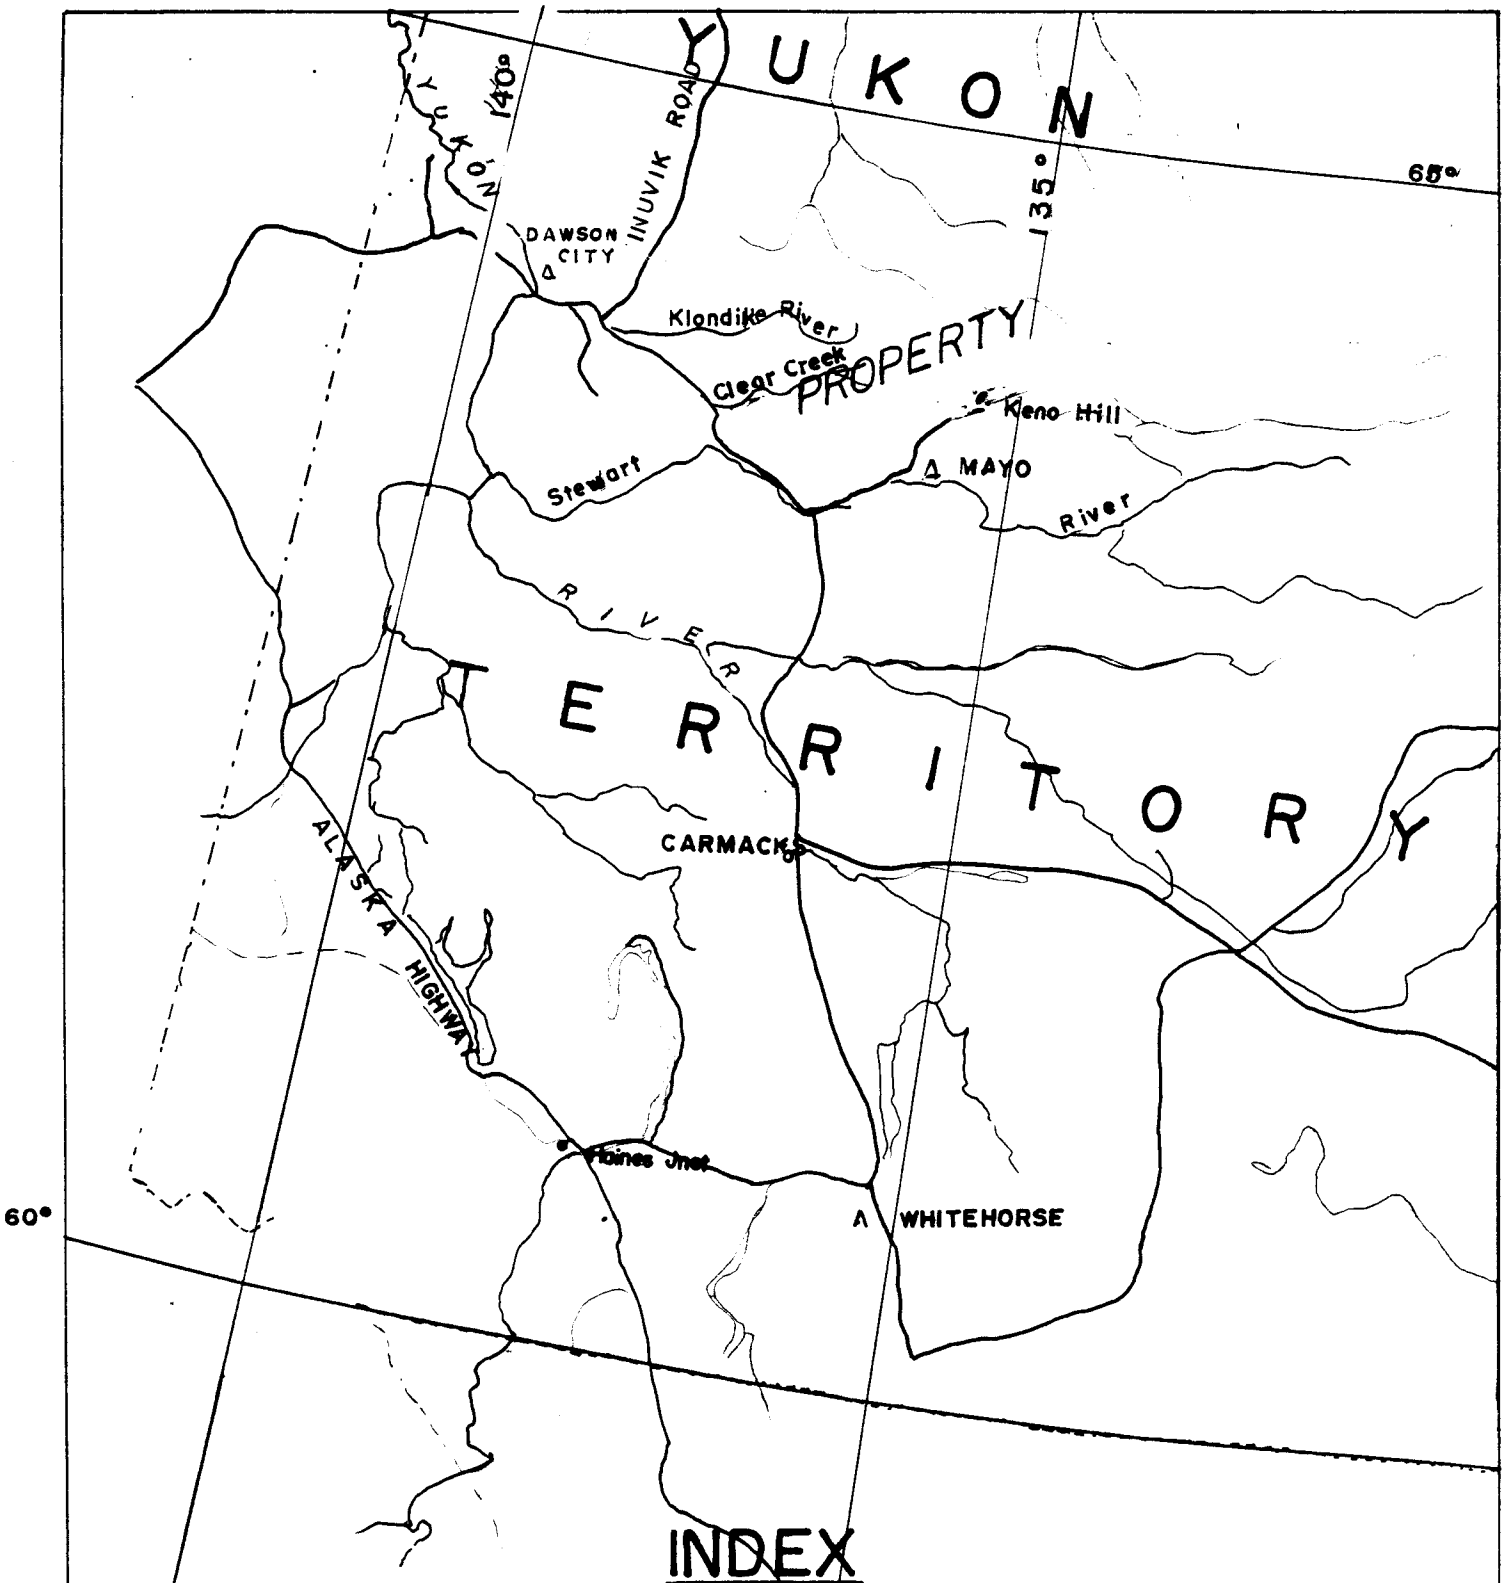 YUKON
140°
YUKON
INUVIK ROAD
135°
65°
DAWSON
CITY
Klondike River
Clear Creek
PROPERTY
Keno Hill
MAYO
Stewart
River
RIVER
TERRITORY
CARMACKS
ALASKA
HIGHWAY
Haines Jnct
60°
WHITEHORSE
INDEX